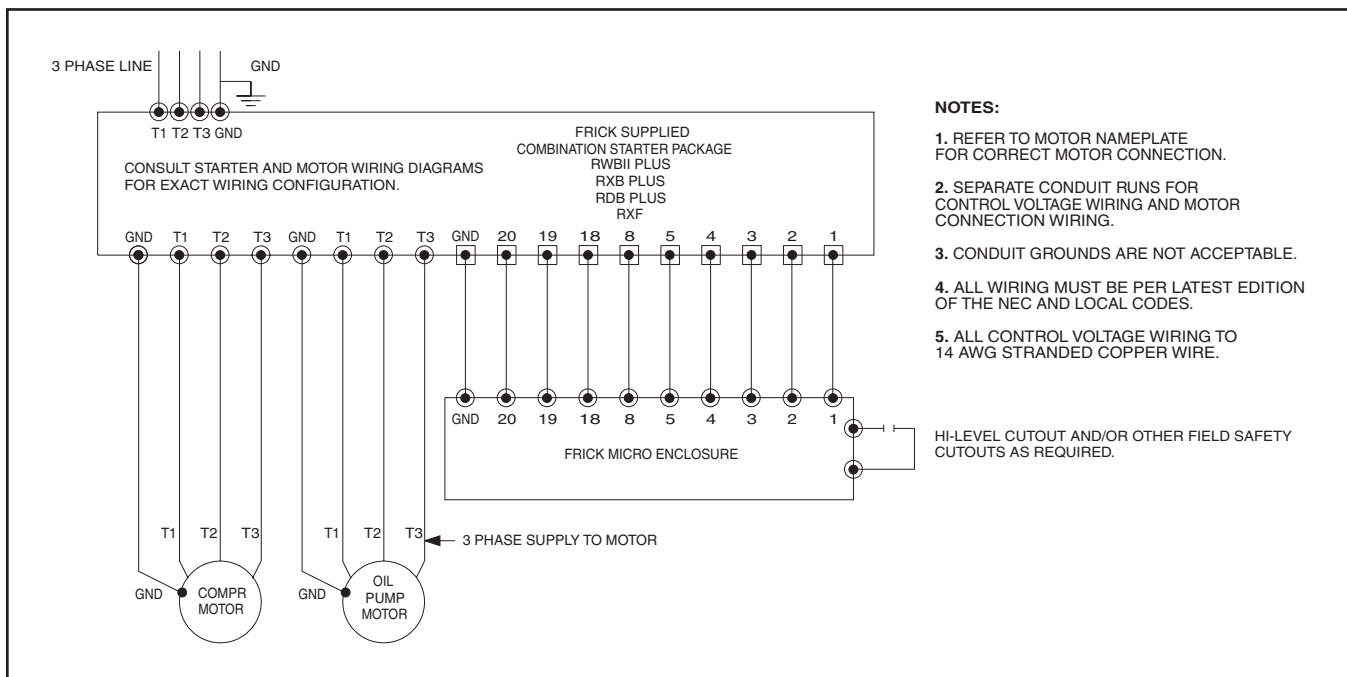 3 PHASE LINE
GND
T1 T2 T3 GND
CONSULT STARTER AND MOTOR WIRING DIAGRAMS
FOR EXACT WIRING CONFIGURATION.
FRICK SUPPLIED
COMBINATION STARTER PACKAGE
RWBII PLUS
RXB PLUS
RDB PLUS
RXF
GND T1 T2 T3 GND T1 T2 T3 GND 20 19 18 8 5 4 3 2 1
GND 20 19 18 8 5 4 3 2 1
FRICK MICRO ENCLOSURE
HI-LEVEL CUTOUT AND/OR OTHER FIELD SAFETY
CUTOUTS AS REQUIRED.
T1 T2 T3 T1 T2 T3
3 PHASE SUPPLY TO MOTOR
GND
COMPR
MOTOR
GND
OIL
PUMP
MOTOR
NOTES:
1. REFER TO MOTOR NAMEPLATE
FOR CORRECT MOTOR CONNECTION.
2. SEPARATE CONDUIT RUNS FOR
CONTROL VOLTAGE WIRING AND MOTOR
CONNECTION WIRING.
3. CONDUIT GROUNDS ARE NOT ACCEPTABLE.
4. ALL WIRING MUST BE PER LATEST EDITION
OF THE NEC AND LOCAL CODES.
5. ALL CONTROL VOLTAGE WIRING TO
14 AWG STRANDED COPPER WIRE.